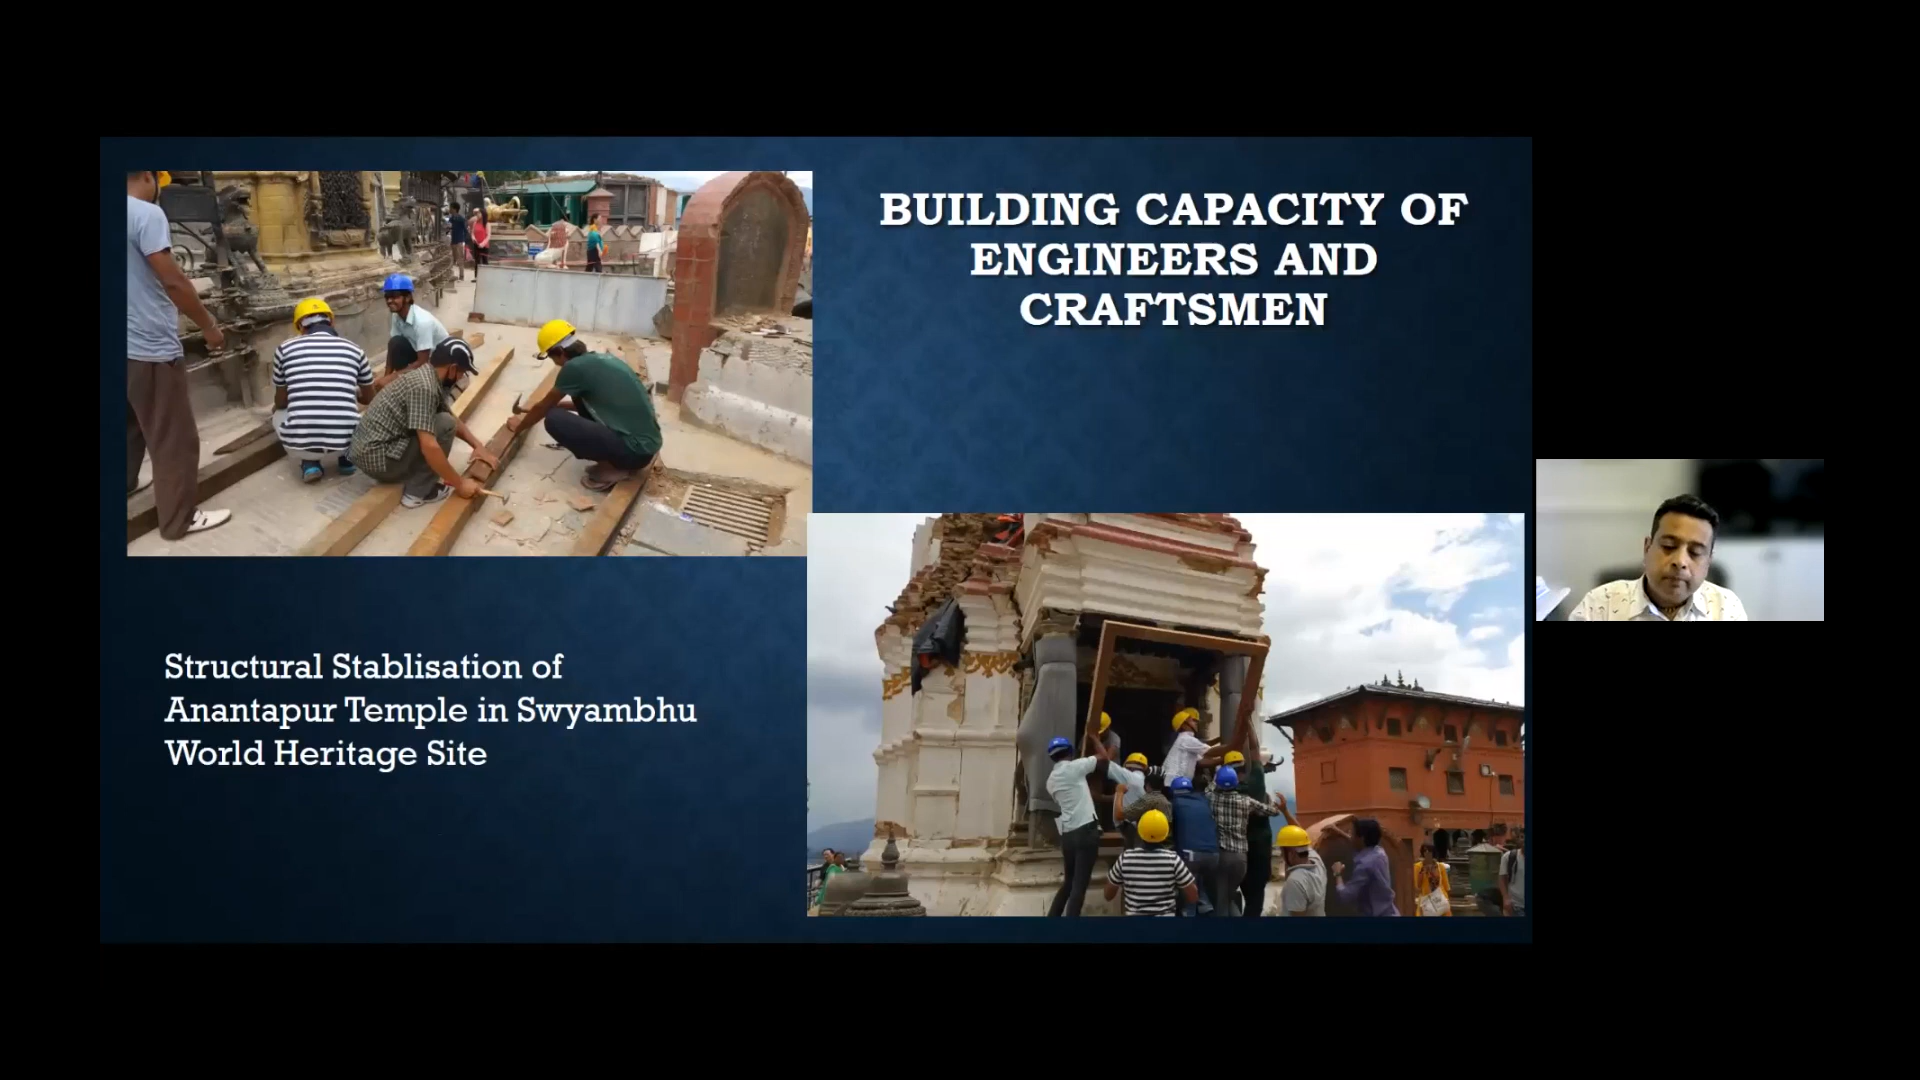 BUILDING CAPACITY OF
ENGINEERS AND
CRAFTSMEN
Structural Stablisation of
Anantapur Temple in Swyambhu
World Heritage Site